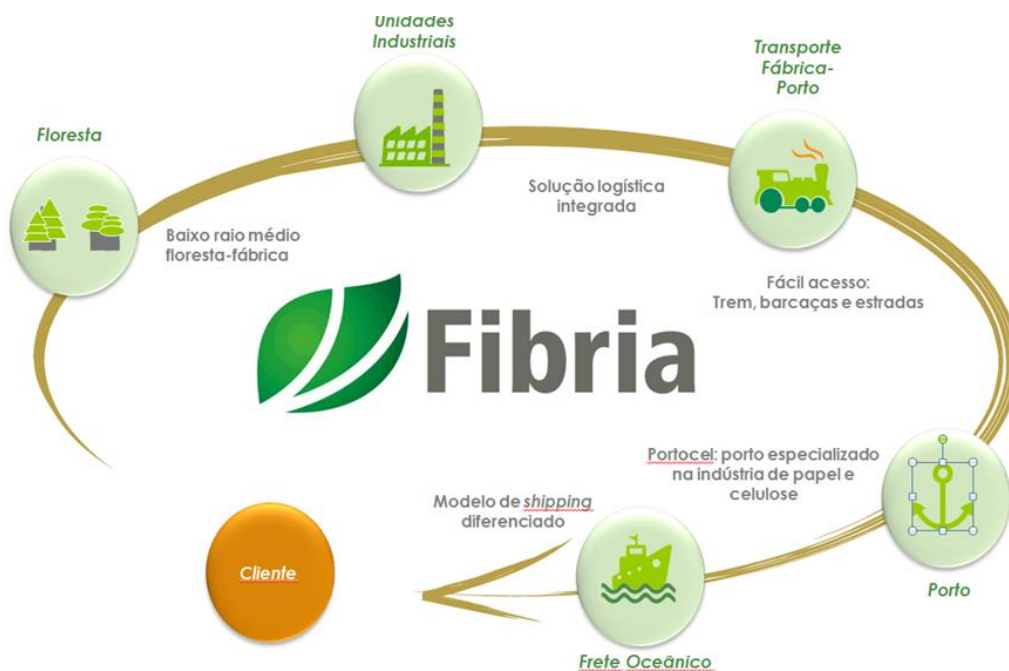 Unidades
Industriais
Transporte
Fábrica-
Porto
Floresta
Solução logística
integrada
Baixo raio médio
floresta-fábrica
Fácil acesso:
Trem, barcaças e estradas
Fibria
Portocel: porto especializado
na indústria de papel e
celulose
Modelo de shipping
diferenciado
Cliente
Porto
Frete Oceânico